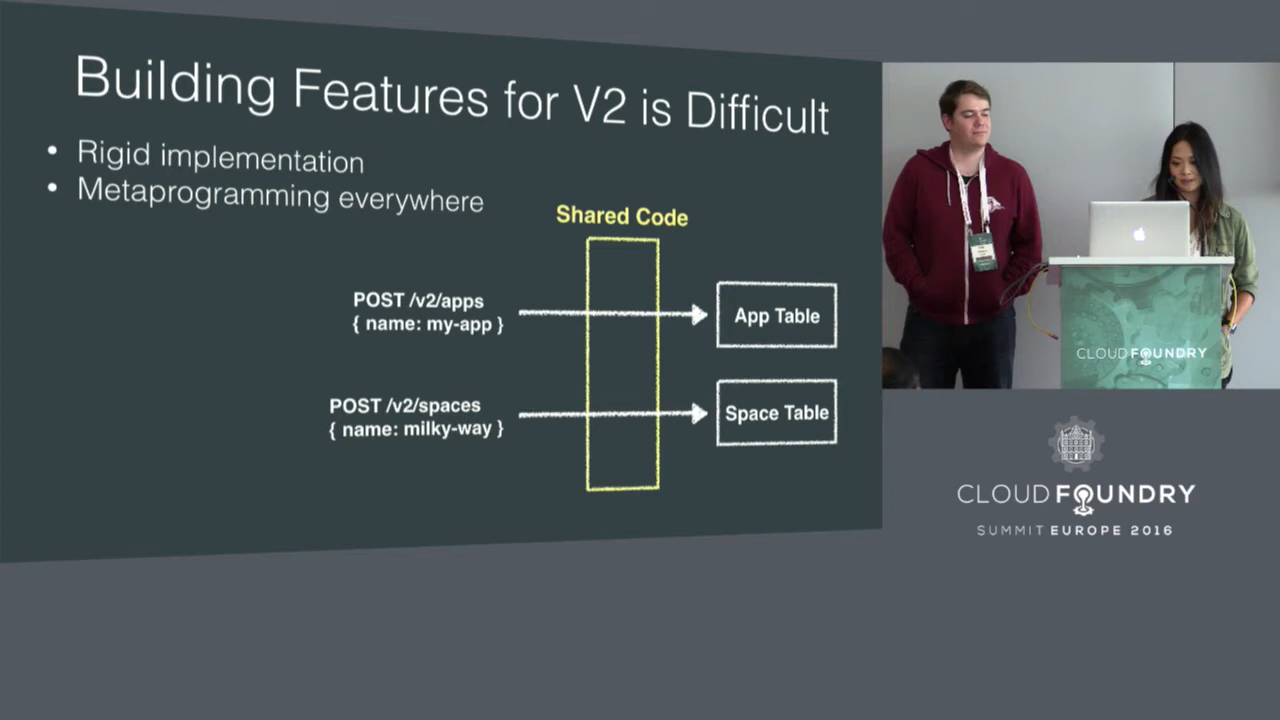 Building Features for V2 is Difficult
• Rigid implementation
• Metaprogramming everywhere
Shared Code
POST /v2/apps
{ name: my-app }
App Table
POST /v2/spaces
{ name: milky-way }
Space Table
CLOUD FOUNDRY
CLOUD FOUNDRY
SUMMIT EUROPE 2016